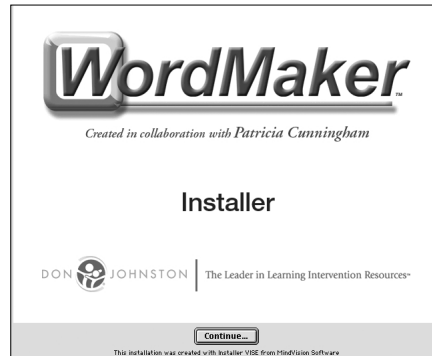 WordMaker™
Created in collaboration with Patricia Cunningham
Installer
DON JOHNSTON
The Leader in Learning Intervention Resources™
Continue...
This installation was created with Installer VISE from MindVision Software